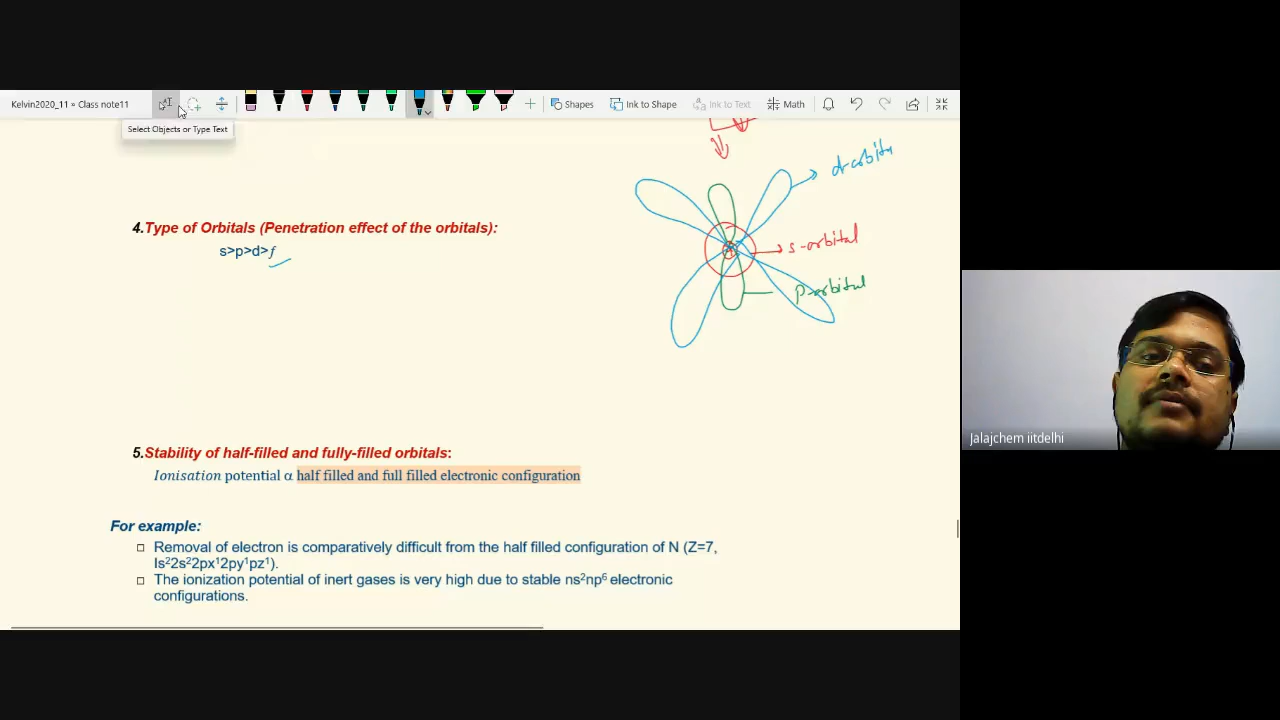 Kelvin2020_11 » Class note11
Shapes
Ink to Shape
Ink to Text
Math
Select Objects or Type Text
d-orbita
4.Type of Orbitals (Penetration effect of the orbitals):
s>p>d>f
s-orbital
p-orbital
Jalajchem iitdelhi
5.Stability of half-filled and fully-filled orbitals:
Ionisation potential α half filled and full filled electronic configuration
For example:
Removal of electron is comparatively difficult from the half filled configuration of N (Z=7,
Is²2s²2px¹2py¹pz¹).
The ionization potential of inert gases is very high due to stable ns²np⁶ electronic
configurations.